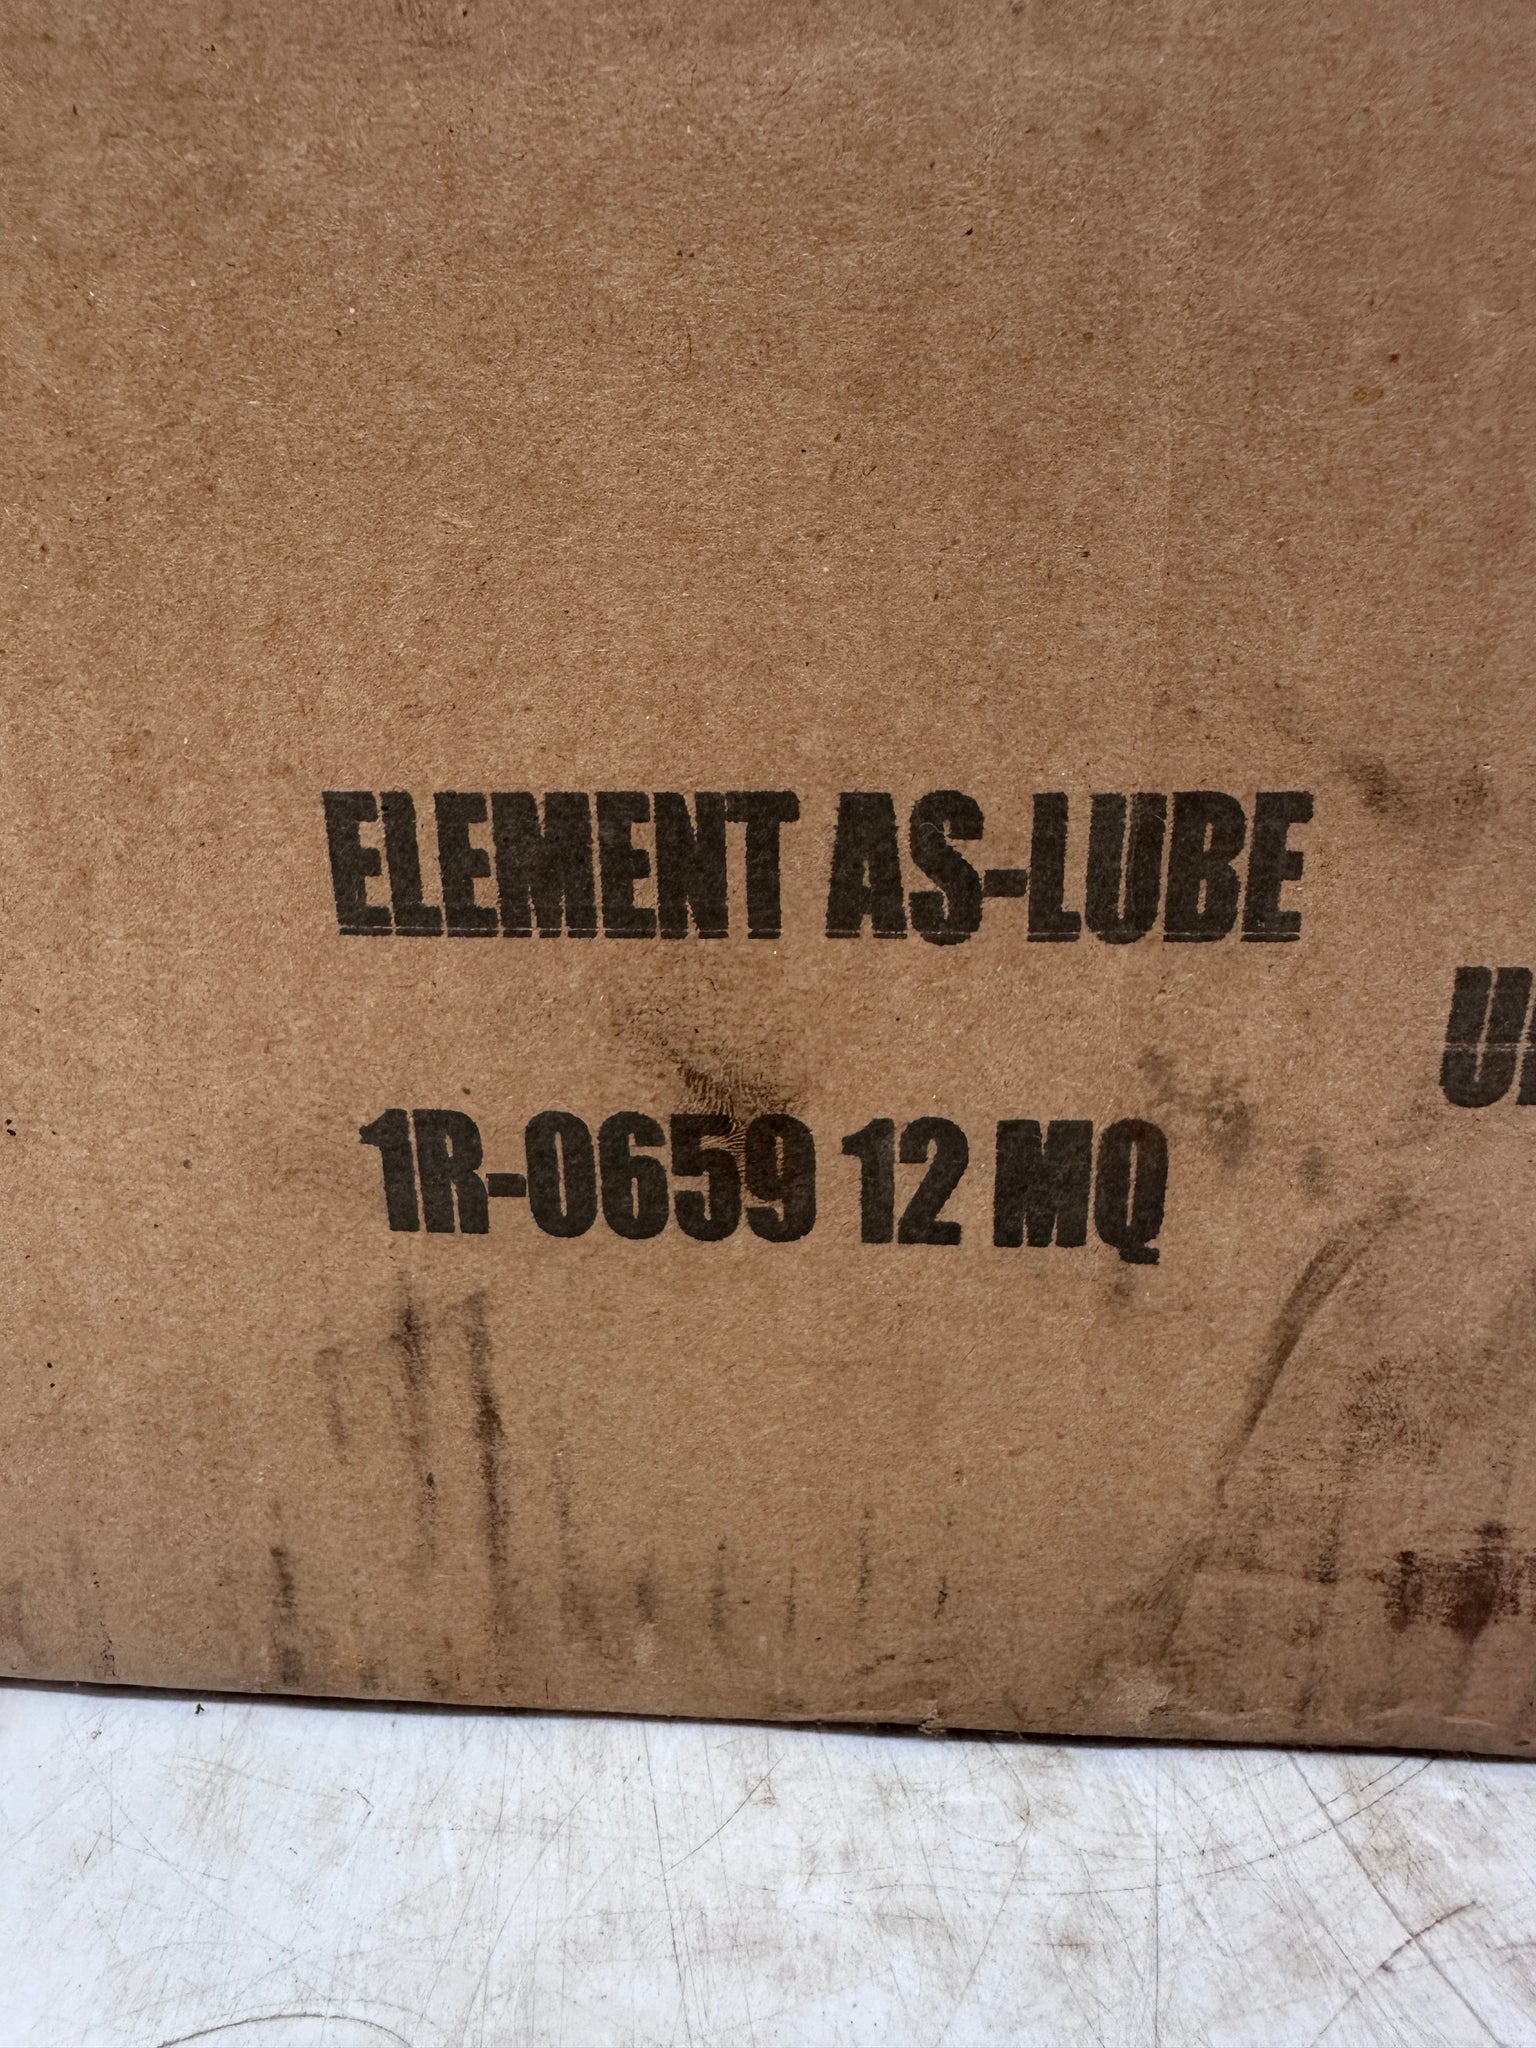 ELEMENT AS-LUBE
1R-0659 12 MQ